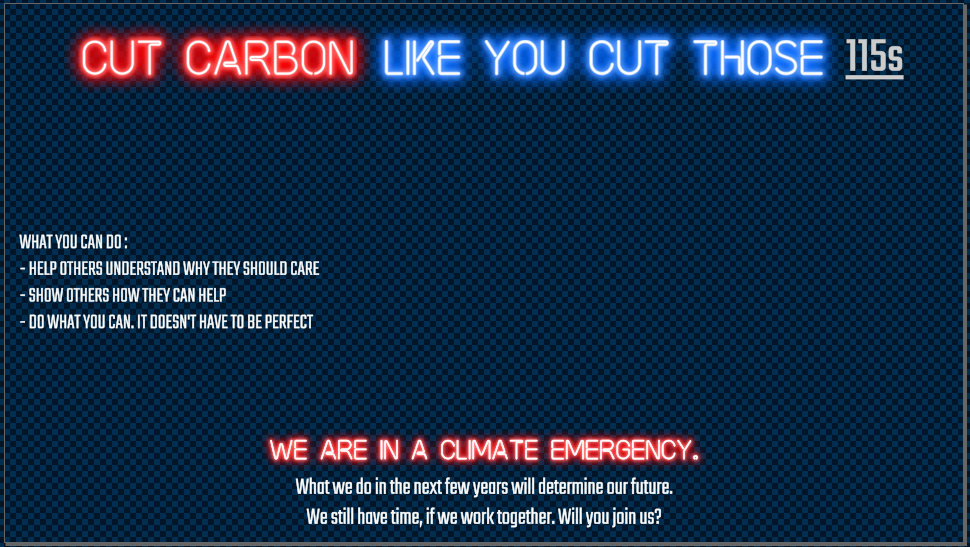 CUT CARBON LIKE YOU CUT THOSE 115s
WHAT YOU CAN DO :
- HELP OTHERS UNDERSTAND WHY THEY SHOULD CARE
- SHOW OTHERS HOW THEY CAN HELP
- DO WHAT YOU CAN. IT DOESN'T HAVE TO BE PERFECT
WE ARE IN A CLIMATE EMERGENCY.
What we do in the next few years will determine our future.
We still have time, if we work together. Will you join us?